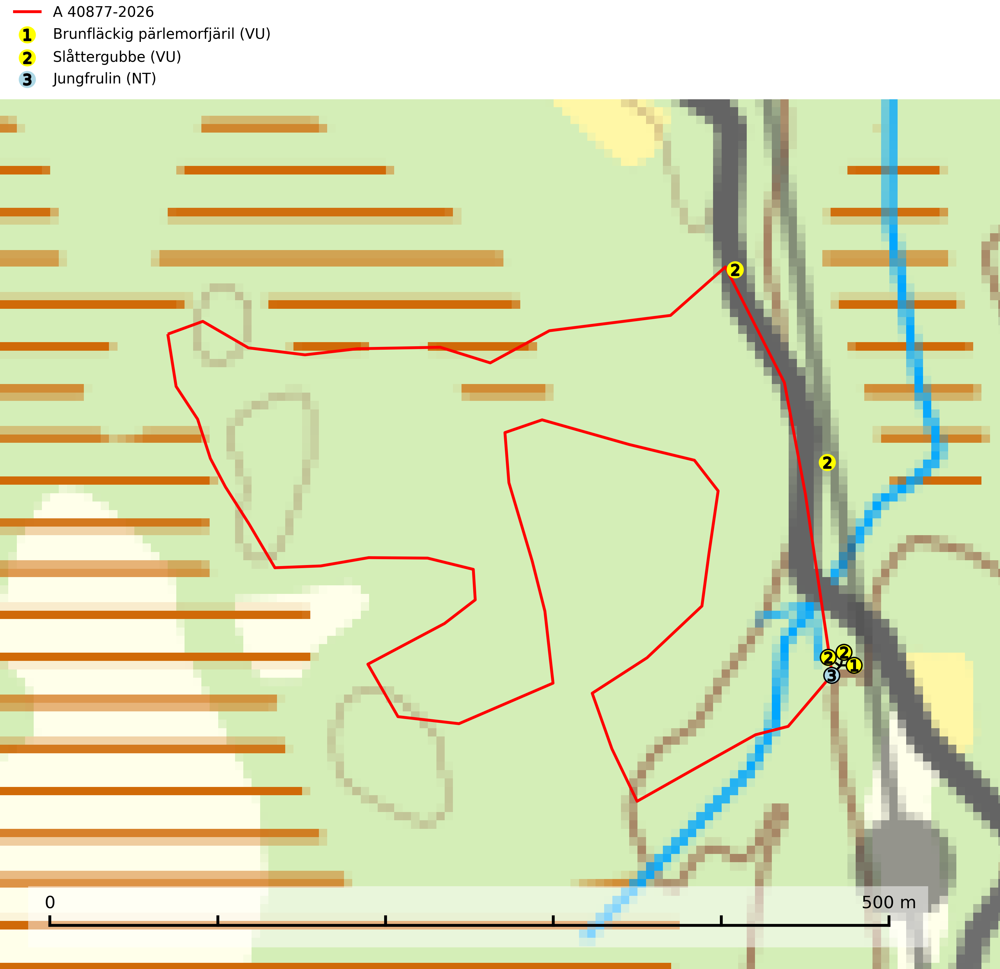 A 40877-2026
1 Brunfläckig pärlemorfjäril (VU)
2 Slåttergubbe (VU)
3 Jungfrulin (NT)
2
2
2 2
1
3
0 500 m